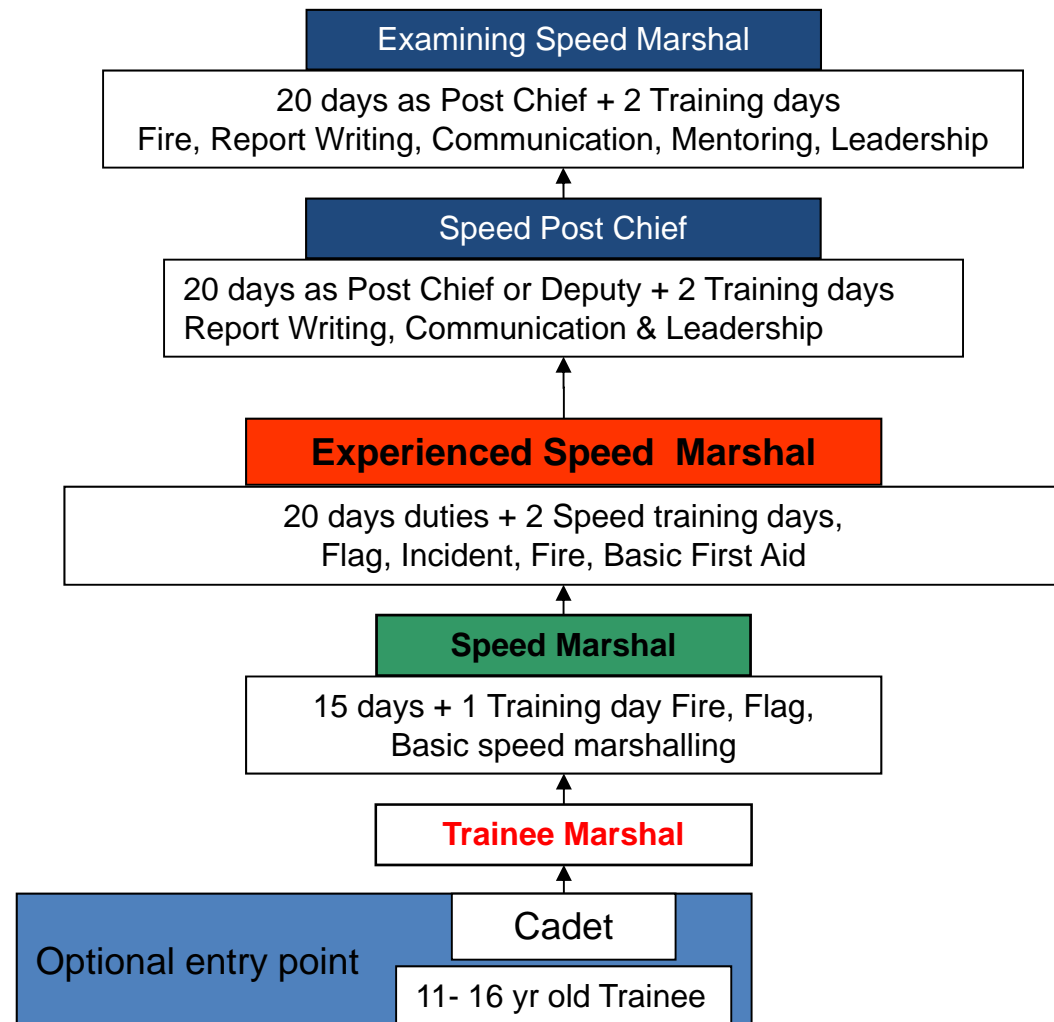 Examining Speed Marshal
20 days as Post Chief + 2 Training days
Fire, Report Writing, Communication, Mentoring, Leadership
Speed Post Chief
20 days as Post Chief or Deputy + 2 Training days
Report Writing, Communication & Leadership
Experienced Speed  Marshal
20 days duties + 2 Speed training days,
Flag, Incident, Fire, Basic First Aid
Speed Marshal
15 days + 1 Training day Fire, Flag,
Basic speed marshalling
Trainee Marshal
Cadet
Optional entry point
11- 16 yr old Trainee